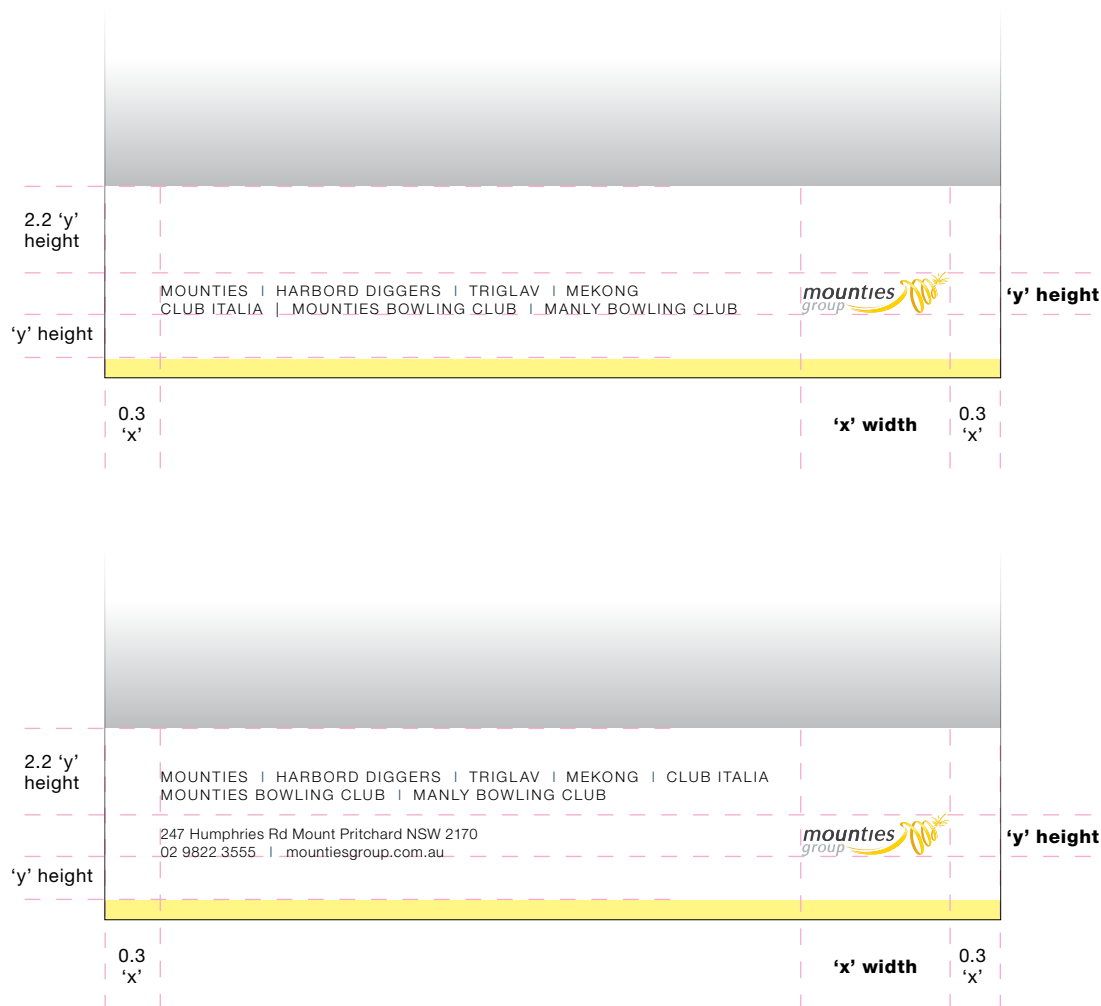 2.2 ‘y’
height
MOUNTIES | HARBORD DIGGERS | TRIGLAV | MEKONG
CLUB ITALIA | MOUNTIES BOWLING CLUB | MANLY BOWLING CLUB
mounties
group
‘y’ height
‘y’ height
0.3
‘x’
‘x’ width
0.3
‘x’
2.2 ‘y’
height
MOUNTIES | HARBORD DIGGERS | TRIGLAV | MEKONG | CLUB ITALIA
MOUNTIES BOWLING CLUB | MANLY BOWLING CLUB
247 Humphries Rd Mount Pritchard NSW 2170
02 9822 3555 | mountiesgroup.com.au
mounties
group
‘y’ height
‘y’ height
0.3
‘x’
‘x’ width
0.3
‘x’